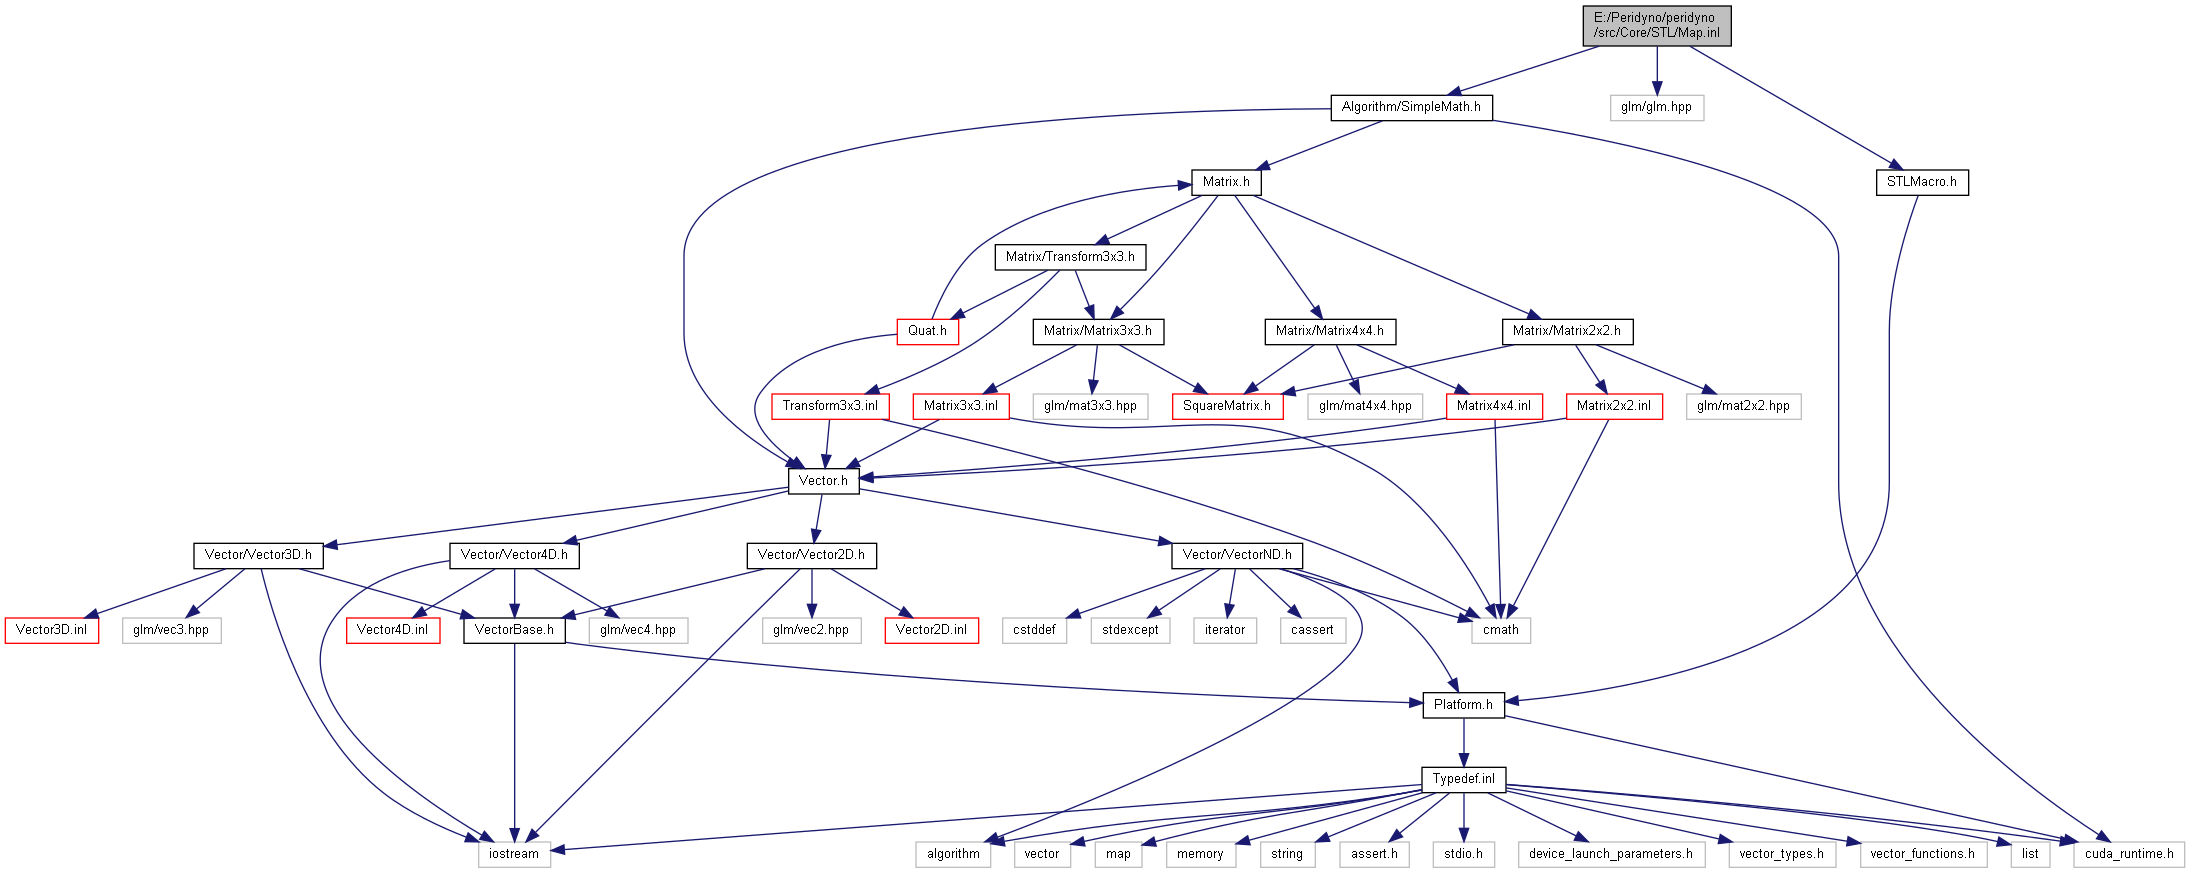 E:/Peridyno/peridyno
/src/Core/STL/Map.inl
Algorithm/SimpleMath.h
glm/glm.hpp
Matrix.h
STLMacro.h
Matrix/Transform3x3.h
Quat.h
Matrix/Matrix3x3.h
Matrix/Matrix4x4.h
Matrix/Matrix2x2.h
Transform3x3.inl
Matrix3x3.inl
glm/mat3x3.hpp
SquareMatrix.h
glm/mat4x4.hpp
Matrix4x4.inl
Matrix2x2.inl
glm/mat2x2.hpp
Vector.h
Vector/Vector3D.h
Vector/Vector4D.h
Vector/Vector2D.h
Vector/VectorND.h
Vector3D.inl
glm/vec3.hpp
Vector4D.inl
VectorBase.h
glm/vec4.hpp
glm/vec2.hpp
Vector2D.inl
cstddef
stdexcept
iterator
cassert
cmath
Platform.h
Typedef.inl
iostream
algorithm
vector
map
memory
string
assert.h
stdio.h
device_launch_parameters.h
vector_types.h
vector_functions.h
list
cuda_runtime.h